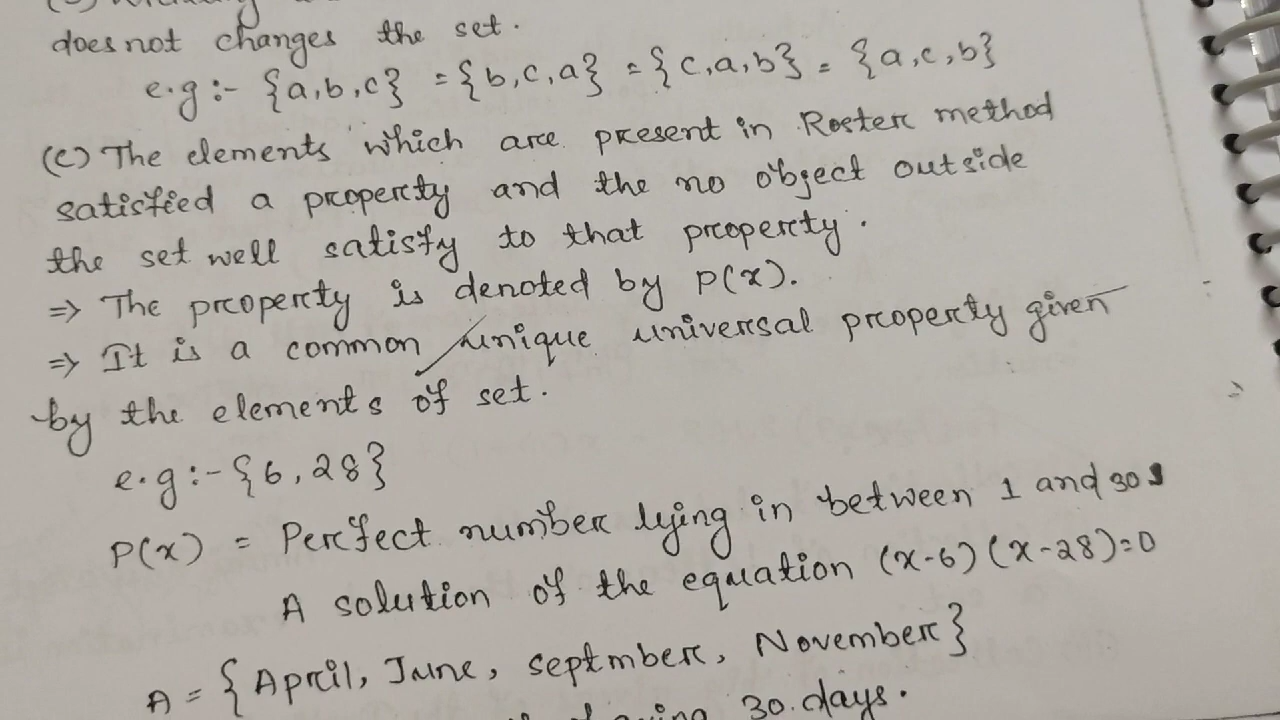 does not changes the set.
e.g :- {a,b,c} = {b,c,a} = {c,a,b} = {a,c,b}
(c) The elements which are present in Roster method
satisfied a property and the no object outside
the set well satisfy to that property.
⇒ The property is denoted by P(x).
⇒ It is a common / unique universal property given
by the elements of set.
e.g :- {6, 28}
P(x) = Perfect number lying in between 1 and 30
A solution of the equation (x-6) (x-28)=0
A = {April, June, septmber, November}
30 days.